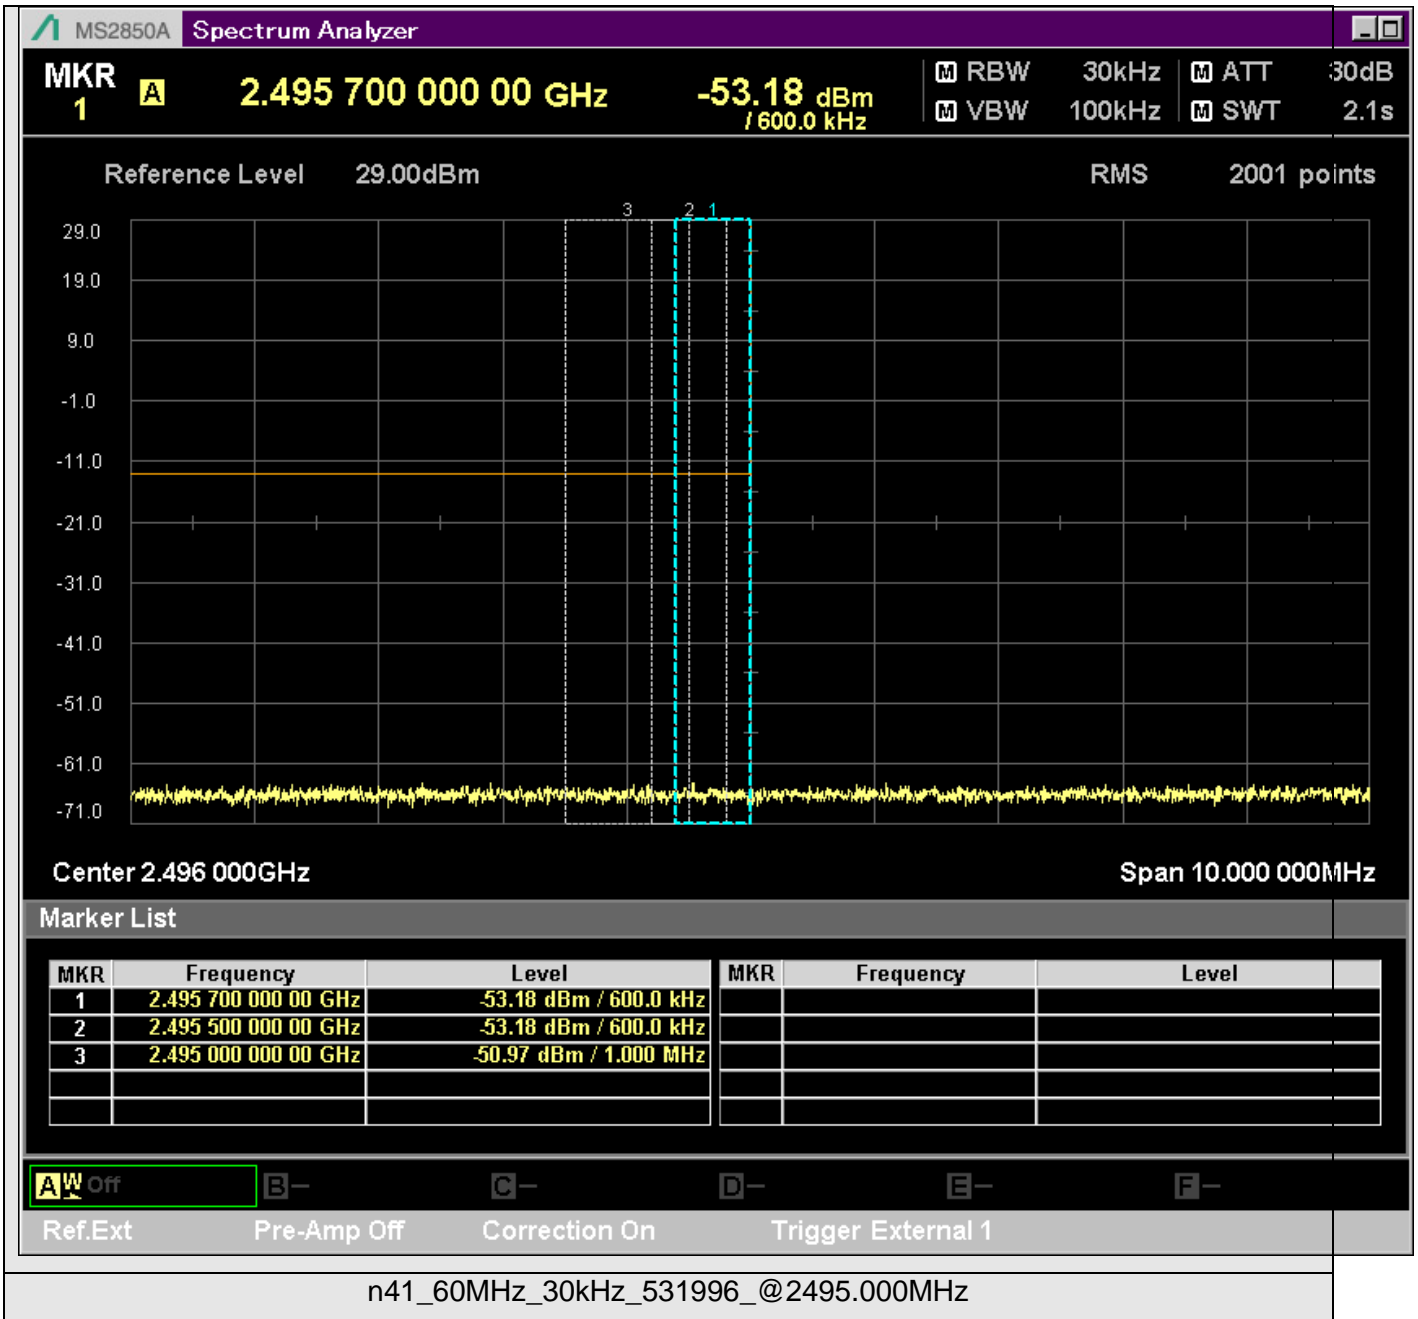 MS2850A Spectrum Analyzer
MKR 1 A 2.495 700 000 00 GHz -53.18 dBm / 600.0 kHz
M RBW 30kHz M ATT 30dB
M VBW 100kHz M SWT 2.1s
Reference Level 29.00dBm RMS 2001 points
3 2 1
29.0
19.0
9.0
-1.0
-11.0
-21.0
-31.0
-41.0
-51.0
-61.0
-71.0
Center 2.496 000GHz Span 10.000 000MHz
Marker List
MKR Frequency Level MKR Frequency Level
1 2.495 700 000 00 GHz -53.18 dBm / 600.0 kHz
2 2.495 500 000 00 GHz -53.18 dBm / 600.0 kHz
3 2.495 000 000 00 GHz -50.97 dBm / 1.000 MHz
A W Off B － C － D － E － F －
Ref.Ext Pre-Amp Off Correction On Trigger External 1
n41_60MHz_30kHz_531996_@2495.000MHz